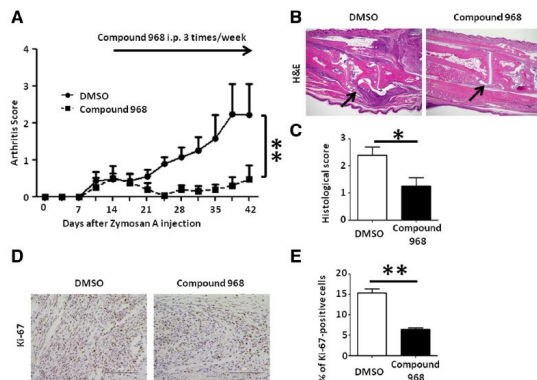 A
Compound 968 i.p. 3 times/week
Arthritis Score
4
3
2
1
0
DMSO
Compound 968
**
0 7 14 21 28 35 42
Days after Zymosan A injection
B
DMSO Compound 968
H&E
C
Histological score
3
2
1
0
*
DMSO Compound 968
D
DMSO Compound 968
Ki-67
E
% of Ki-67-positive cells
20
15
10
5
0
**
DMSO Compound 968